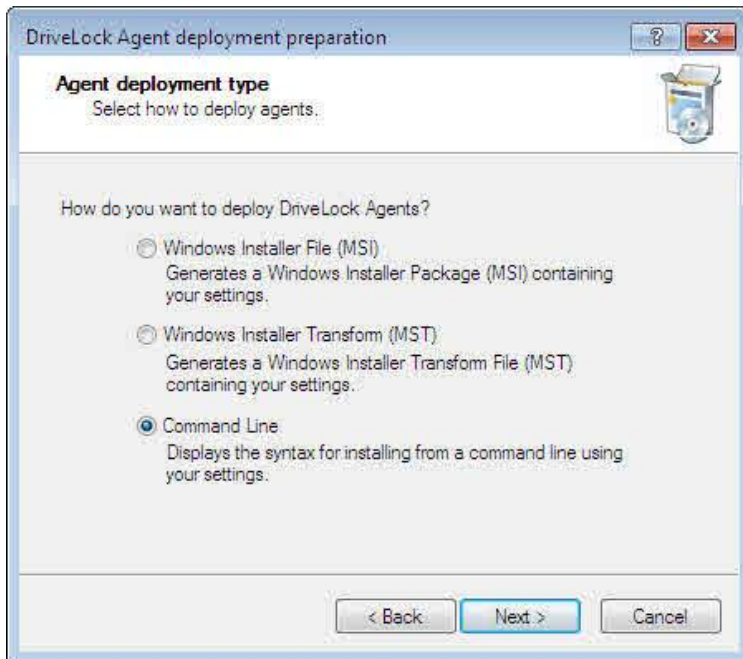 DriveLock Agent deployment preparation
Agent deployment type
Select how to deploy agents.
How do you want to deploy DriveLock Agents?
Windows Installer File (MSI)
Generates a Windows Installer Package (MSI) containing
your settings.
Windows Installer Transform (MST)
Generates a Windows Installer Transform File (MST)
containing your settings.
Command Line
Displays the syntax for installing from a command line using
your settings.
< Back Next > Cancel